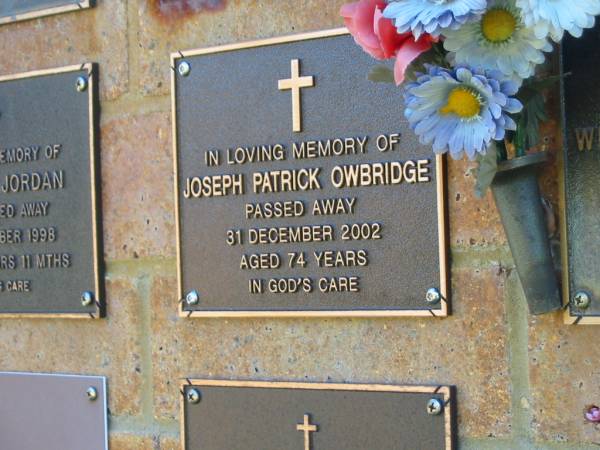 IN LOVING MEMORY OF
JOSEPH PATRICK OWBRIDGE
PASSED AWAY
31 DECEMBER 2002
AGED 74 YEARS
IN GOD'S CARE
EMORY OF
JORDAN
ED AWAY
BER 1998
RS 11 MTHS
CARE